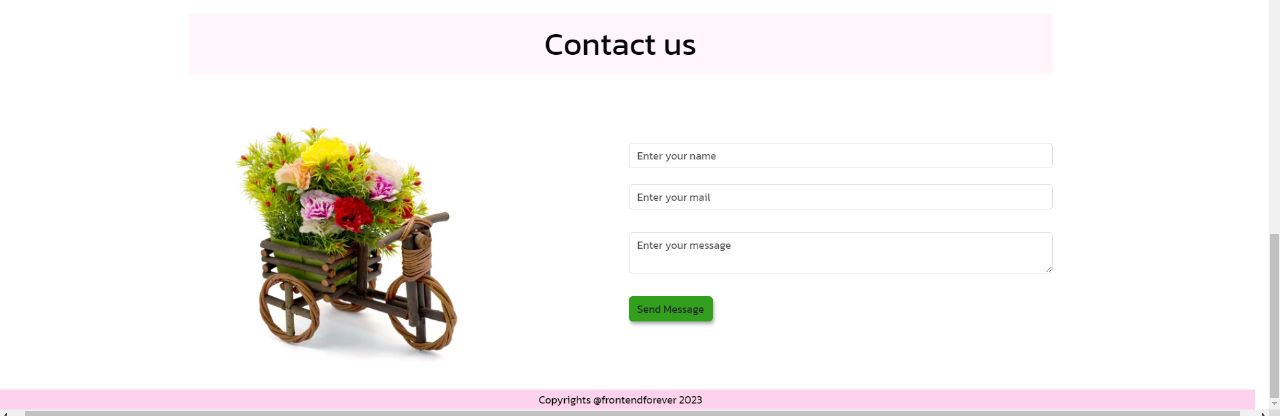 Contact us
Enter your name
Enter your mail
Enter your message
Send Message
Copyrights @frontendforever 2023